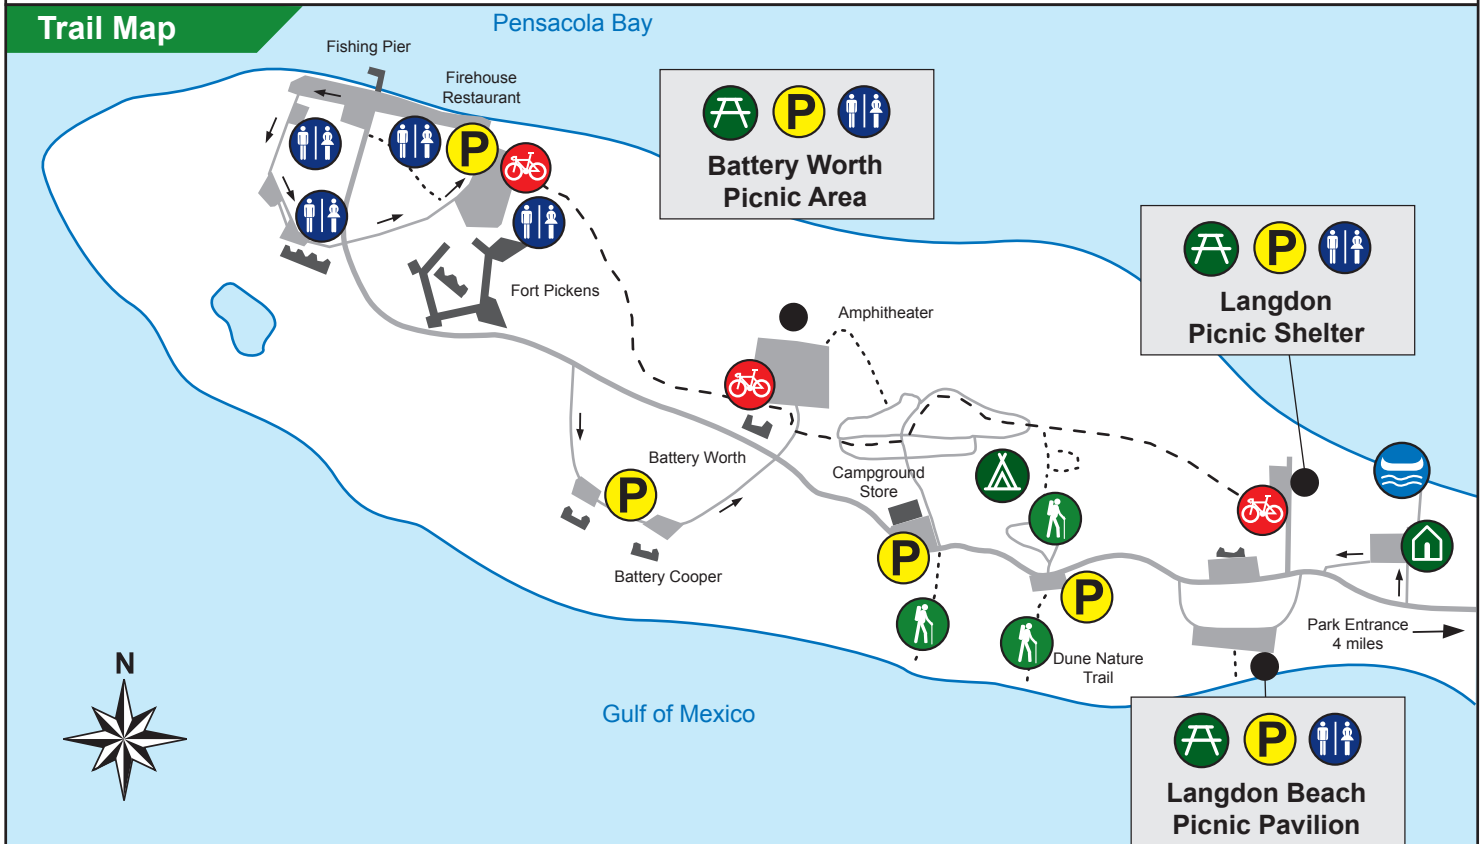 Trail Map
Pensacola Bay
Fishing Pier
Firehouse
Restaurant
P
P
Battery Worth
Picnic Area
P
Langdon
Picnic Shelter
Fort Pickens
Amphitheater
Battery Worth
P
Campground
Store
P
Battery Cooper
P
Park Entrance
4 miles
Dune Nature
Trail
N
Gulf of Mexico
P
Langdon Beach
Picnic Pavilion